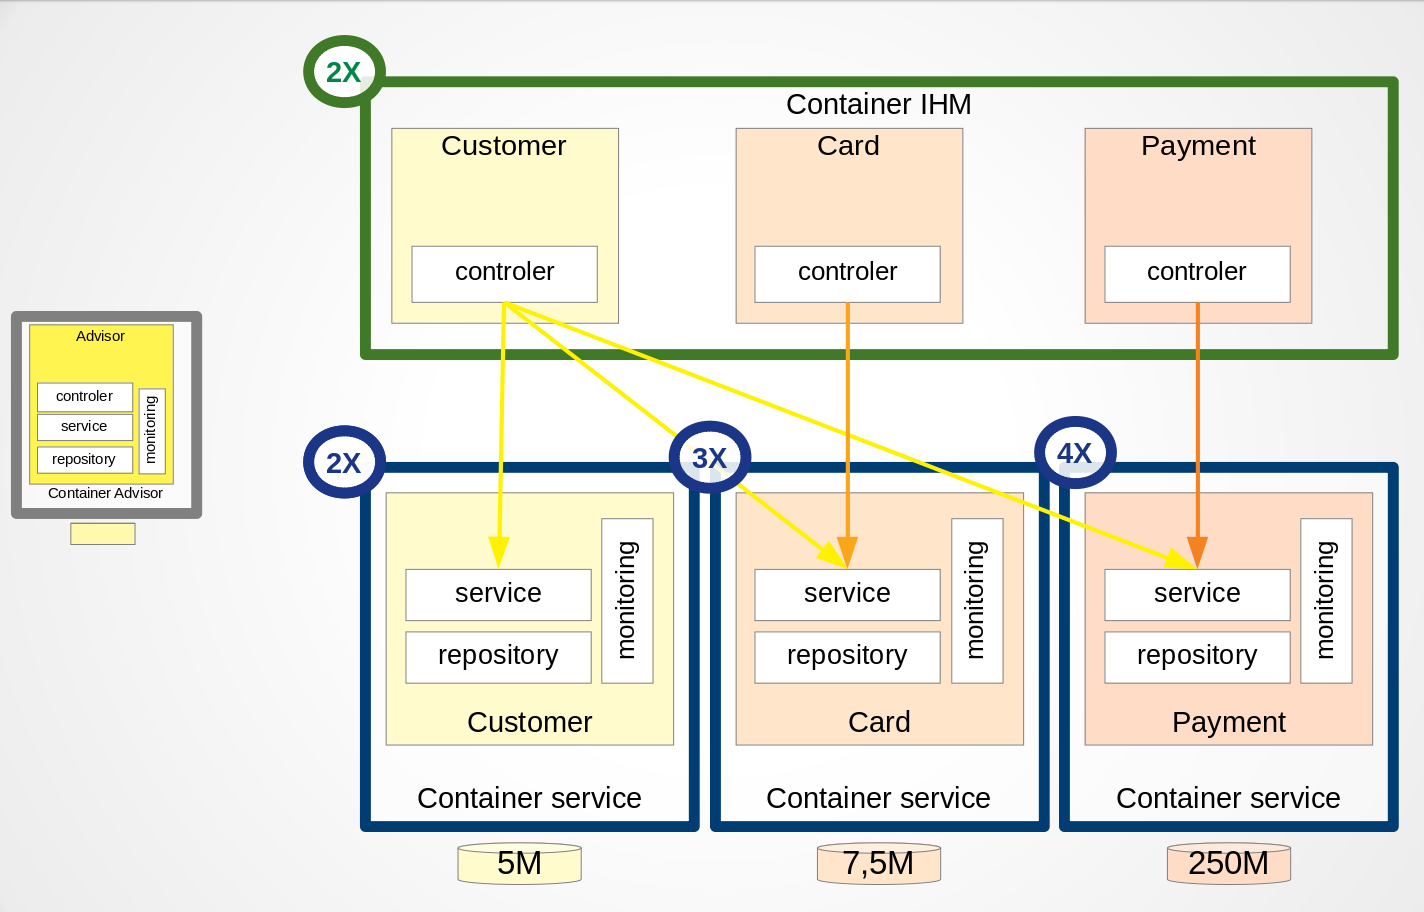 2X
Container IHM
Customer
Card
Payment
controler
controler
controler
Advisor
controler
service
repository
monitoring
Container Advisor
2X
3X
4X
service
repository
monitoring
Customer
Container service
service
repository
monitoring
Card
Container service
service
repository
monitoring
Payment
Container service
5M
7,5M
250M